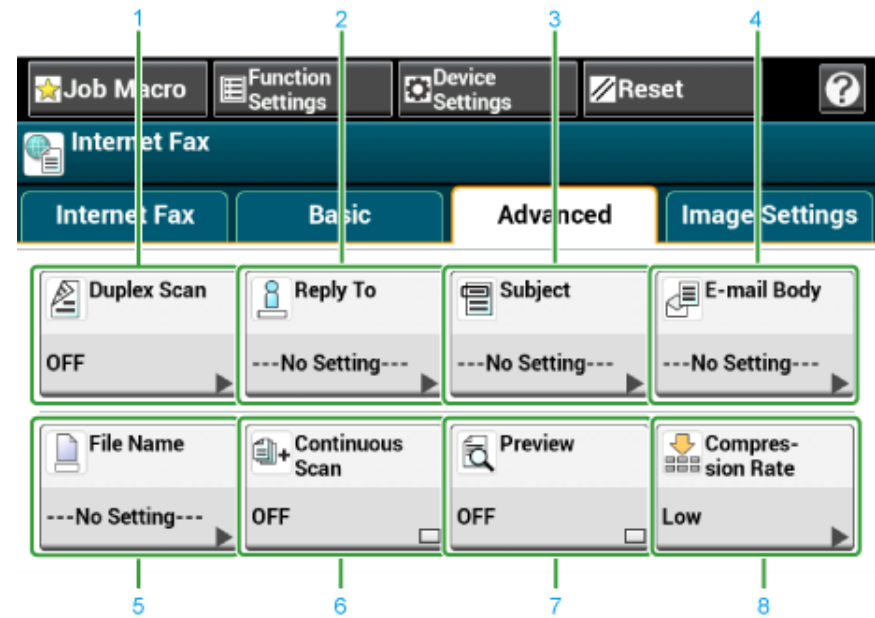 1 2 3 4
Job Macro
Function
Settings
Device
Settings
Reset
?
Internet Fax
Internet Fax Basic Advanced Image Settings
Duplex Scan
OFF
Reply To
---No Setting---
Subject
---No Setting---
E-mail Body
---No Setting---
File Name
---No Setting---
Continuous
Scan
OFF
Preview
OFF
Compres-
sion Rate
Low
5 6 7 8